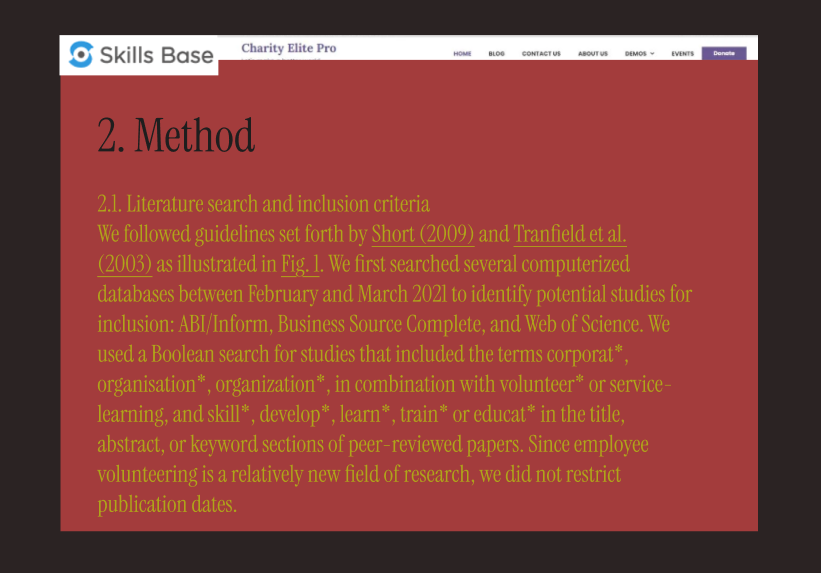 Skills Base
Charity Elite Pro
HOME BLOG CONTACT US ABOUT US DEMOS EVENTS Donate
2. Method
2.1. Literature search and inclusion criteria
We followed guidelines set forth by Short (2009) and Tranfield et al.
(2003) as illustrated in Fig. 1. We first searched several computerized
databases between February and March 2021 to identify potential studies for
inclusion: ABI/Inform, Business Source Complete, and Web of Science. We
used a Boolean search for studies that included the terms corporat*,
organisation*, organization*, in combination with volunteer* or service-
learning, and skill*, develop*, learn*, train* or educat* in the title,
abstract, or keyword sections of peer-reviewed papers. Since employee
volunteering is a relatively new field of research, we did not restrict
publication dates.